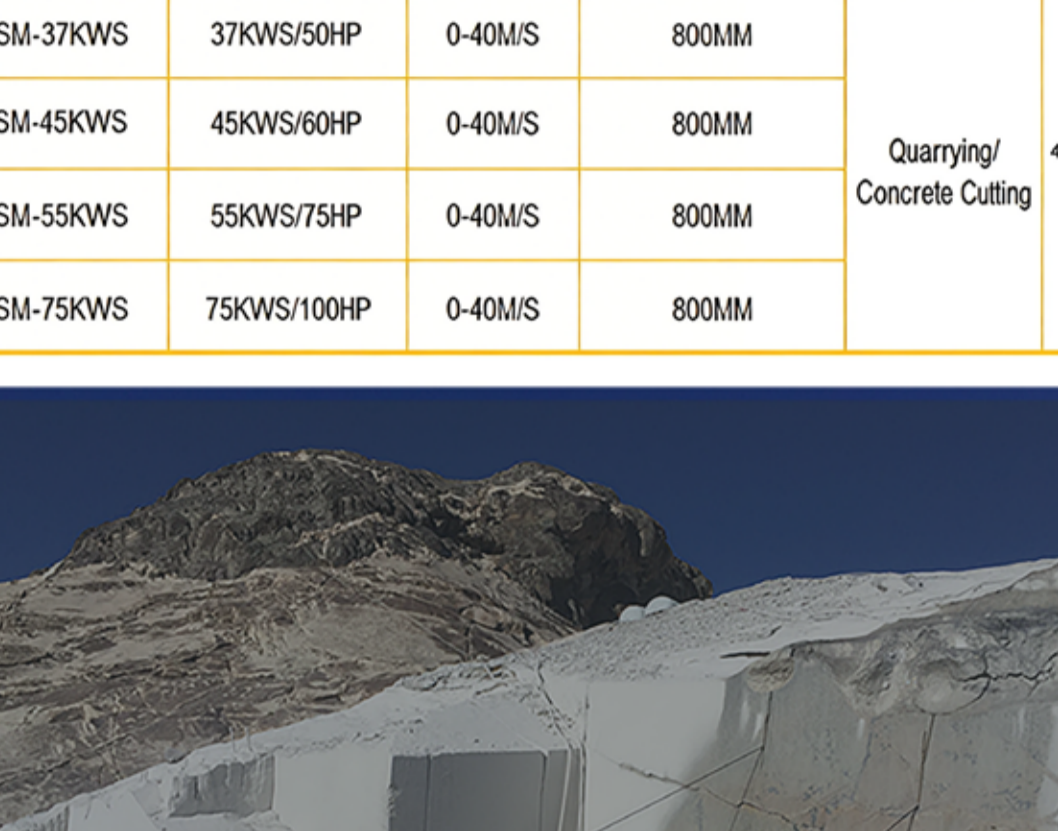 SM-37KWS 37KWS/50HP 0-40M/S 800MM
SM-45KWS 45KWS/60HP 0-40M/S 800MM
Quarrying/
Concrete Cutting
SM-55KWS 55KWS/75HP 0-40M/S 800MM
SM-75KWS 75KWS/100HP 0-40M/S 800MM